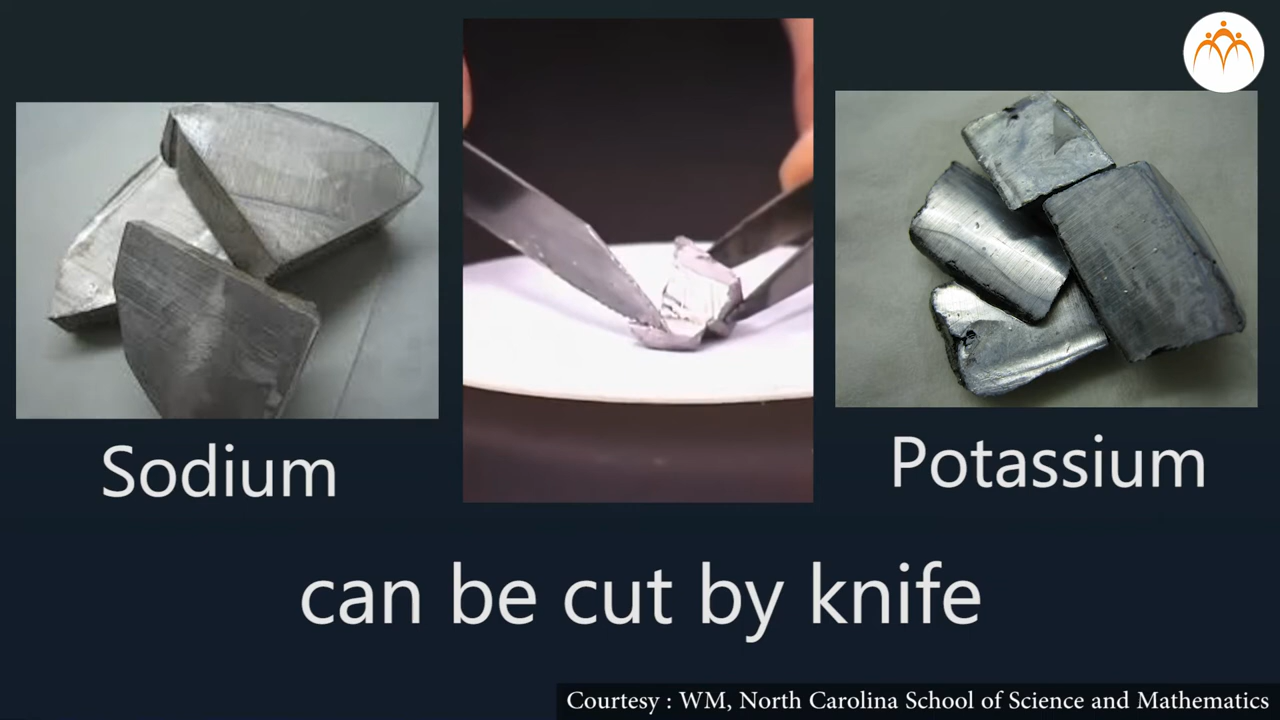 Sodium
Potassium
can be cut by knife
Courtesy : WM, North Carolina School of Science and Mathematics